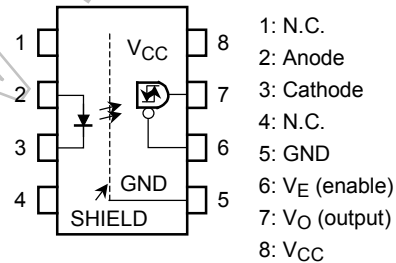 1
2
3
4
V_CC
GND
SHIELD
8
7
6
5
1: N.C.
2: Anode
3: Cathode
4: N.C.
5: GND
6: V_E (enable)
7: V_O (output)
8: V_CC